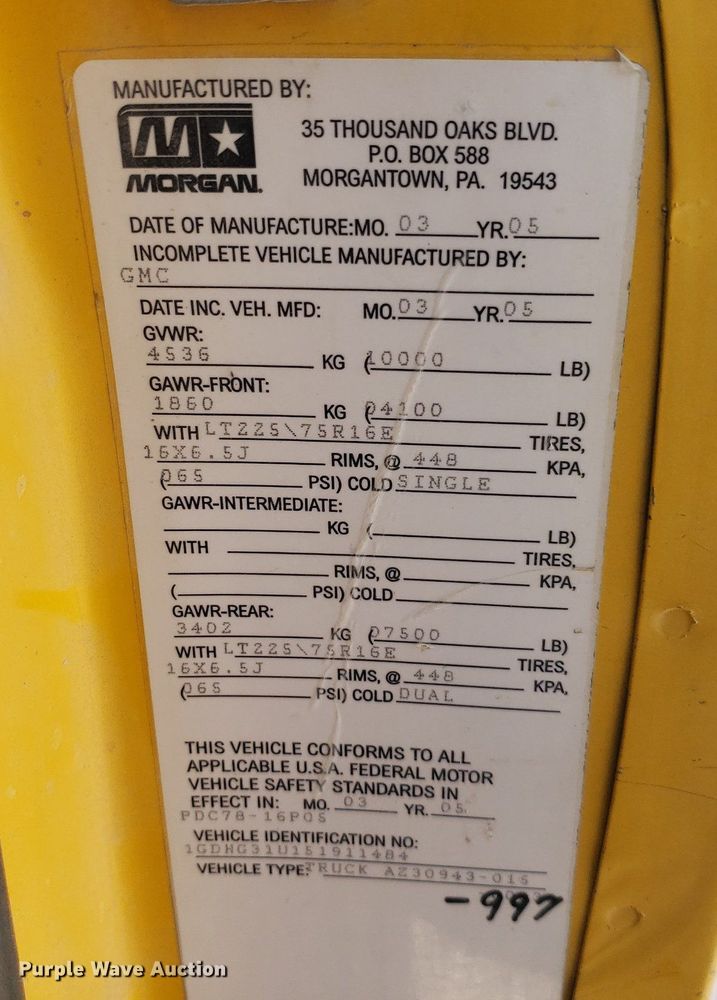 MANUFACTURED BY:
MORGAN.
35 THOUSAND OAKS BLVD.
P.O. BOX 588
MORGANTOWN, PA. 19543
DATE OF MANUFACTURE:MO. 03 YR.05
INCOMPLETE VEHICLE MANUFACTURED BY:
GMC
DATE INC. VEH. MFD: MO.03 YR.05
GVWR:
4536 KG (10000 LB)
GAWR-FRONT:
1860 KG (04100 LB)
WITH LT225\75R16E TIRES,
16X6.5J RIMS, @ 448 KPA,
(065 PSI) COLD SINGLE
GAWR-INTERMEDIATE:
KG ( LB)
WITH TIRES,
RIMS, @ KPA,
( PSI) COLD
GAWR-REAR:
3402 KG (07500 LB)
WITH LT225\75R16E TIRES,
16X6.5J RIMS, @ 448 KPA,
(065 PSI) COLD DUAL
THIS VEHICLE CONFORMS TO ALL
APPLICABLE U.S.A. FEDERAL MOTOR
VEHICLE SAFETY STANDARDS IN
EFFECT IN: MO. 03 YR. 05
PDC78-16POS
VEHICLE IDENTIFICATION NO:
1GDHG31U151911484
VEHICLE TYPE:TRUCK AZ30943-016
-997
Purple Wave Auction